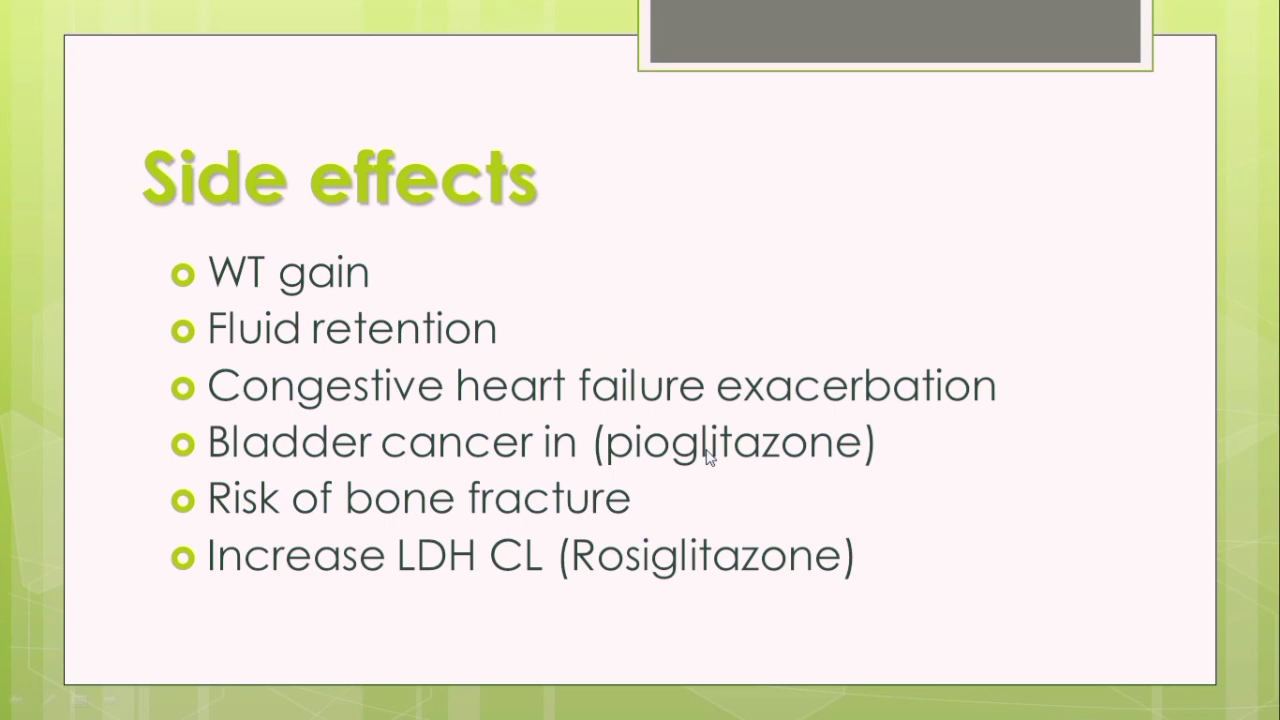 Side effects
WT gain
Fluid retention
Congestive heart failure exacerbation
Bladder cancer in (pioglitazone)
Risk of bone fracture
Increase LDH CL (Rosiglitazone)